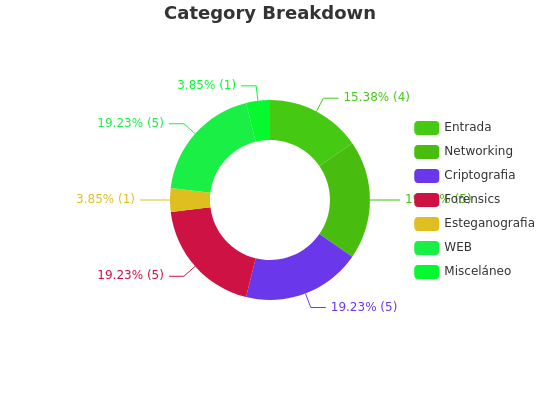 Category Breakdown
3.85% (1)
15.38% (4)
19.23% (5)
3.85% (1)
19.23% (5)
19.23% (5)
Entrada
Networking
Criptografia
Forensics
Esteganografia
WEB
Misceláneo